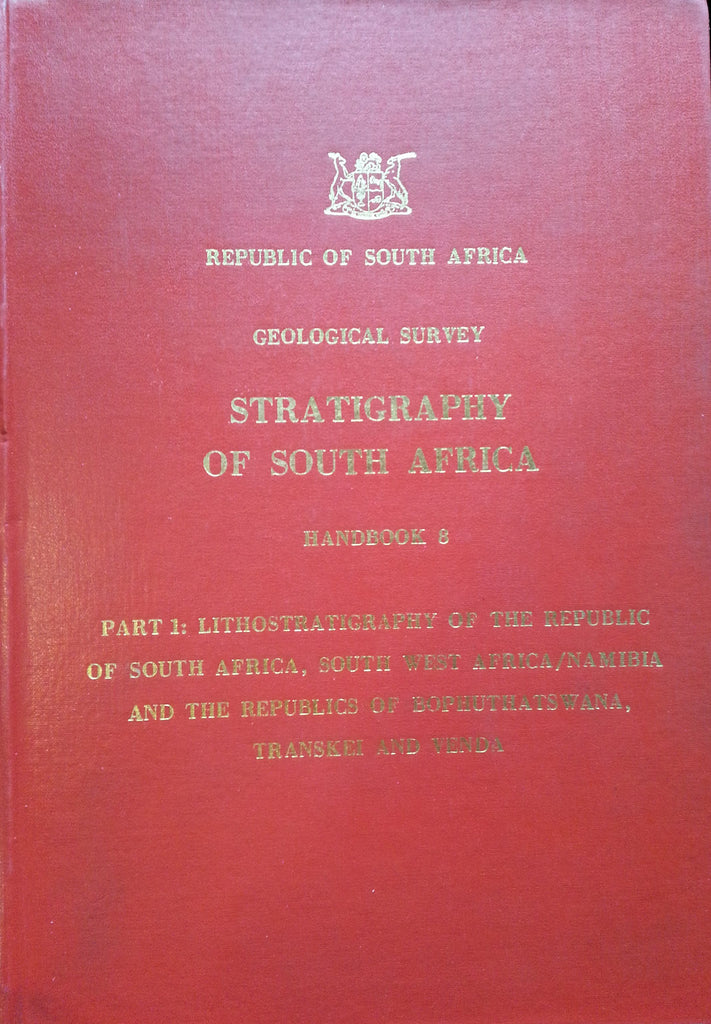 REPUBLIC OF SOUTH AFRICA
GEOLOGICAL SURVEY
STRATIGRAPHY
OF SOUTH AFRICA
HANDBOOK 8
PART 1: LITHOSTRATIGRAPHY OF THE REPUBLIC
OF SOUTH AFRICA, SOUTH WEST AFRICA/NAMIBIA
AND THE REPUBLICS OF BOPHUTHATSWANA,
TRANSKEI AND VENDA